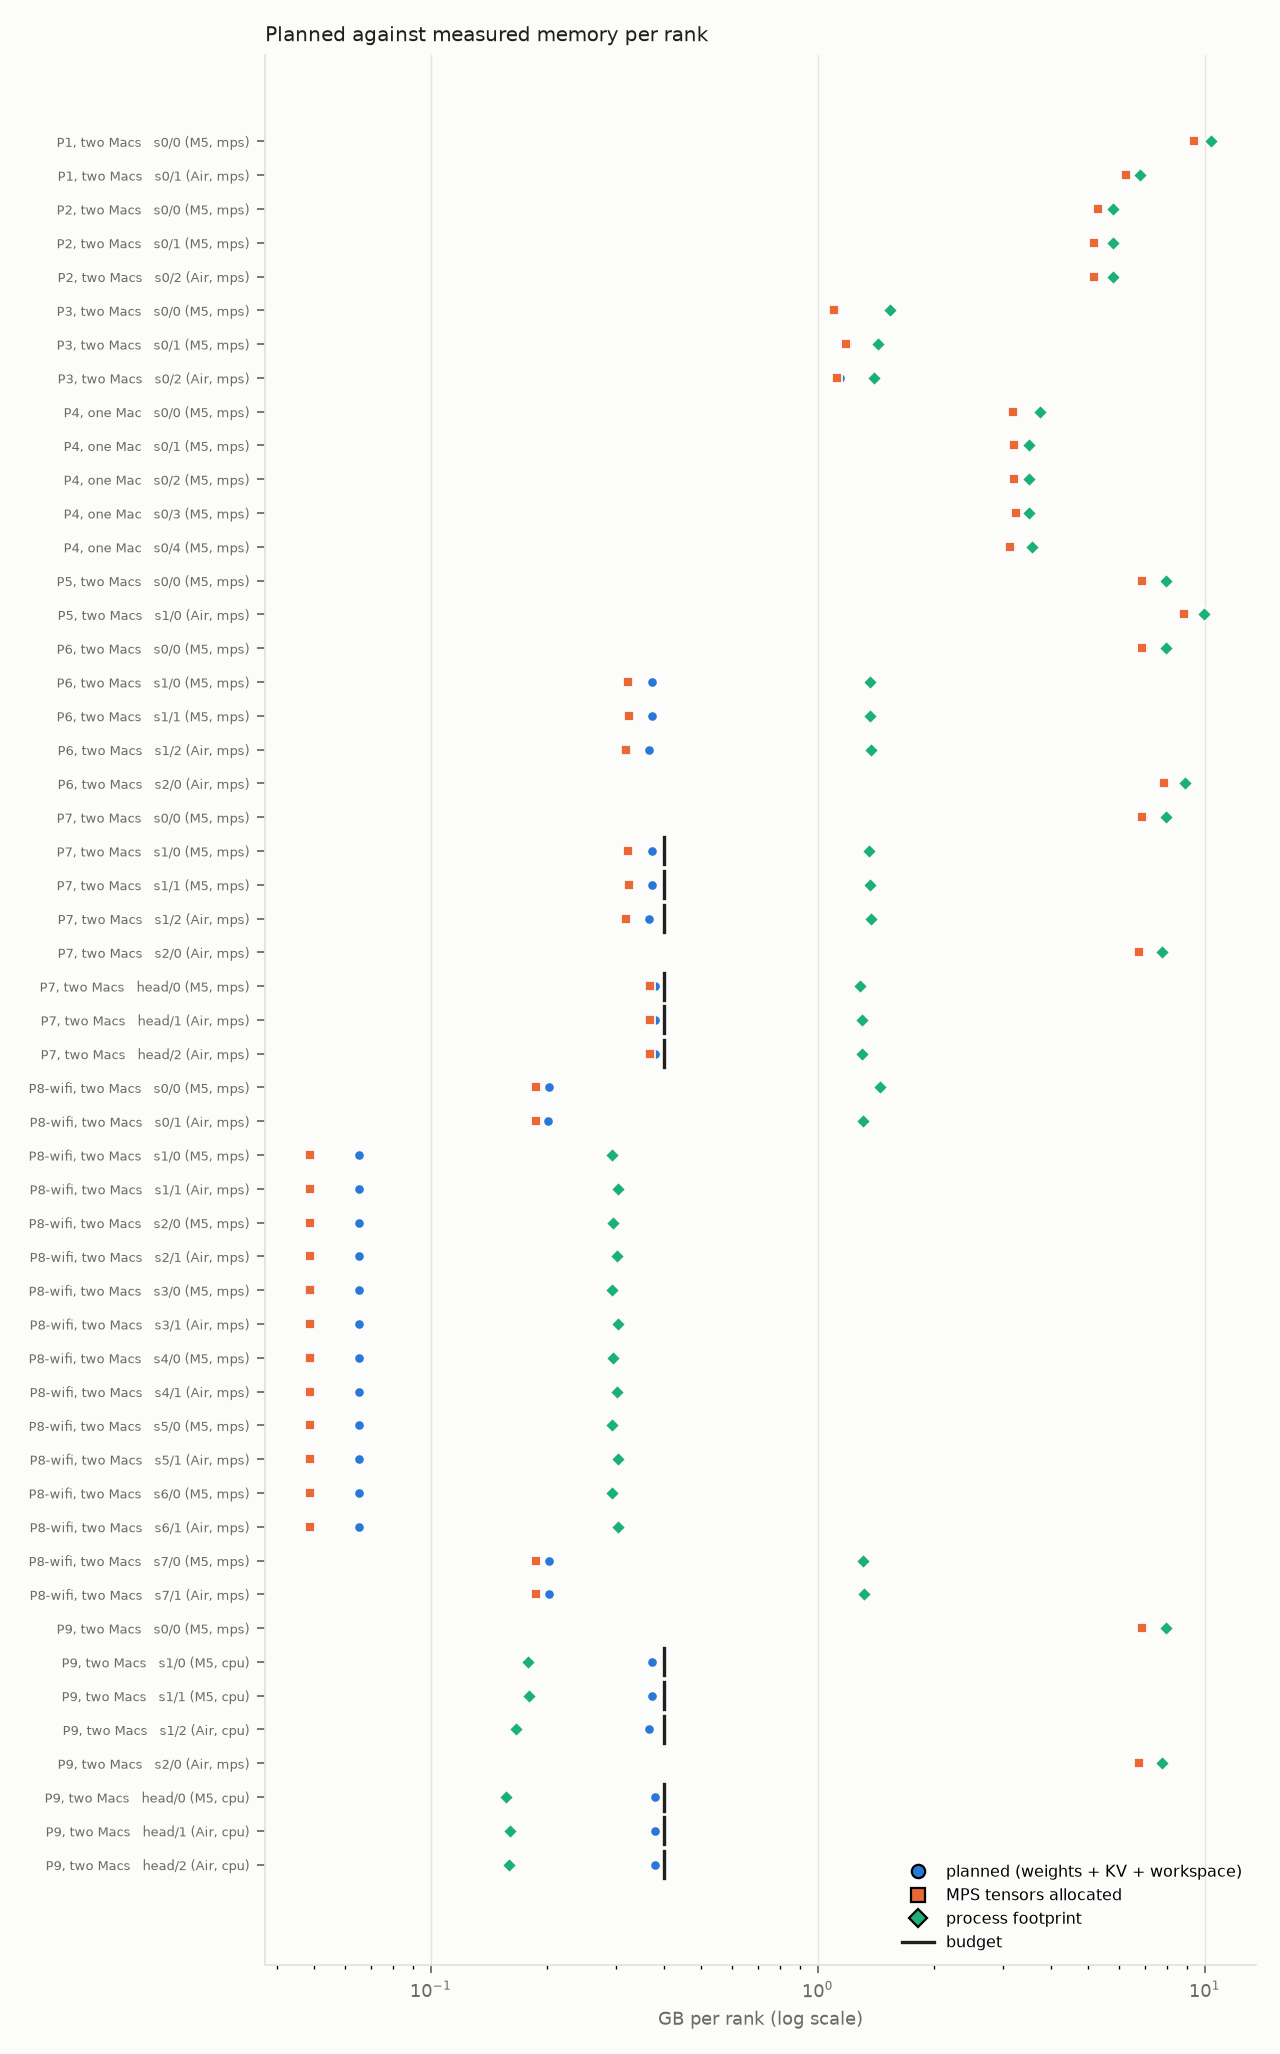 Planned against measured memory per rank
P1, two Macs s0/0 (M5, mps)
P1, two Macs s0/1 (Air, mps)
P2, two Macs s0/0 (M5, mps)
P2, two Macs s0/1 (M5, mps)
P2, two Macs s0/2 (Air, mps)
P3, two Macs s0/0 (M5, mps)
P3, two Macs s0/1 (M5, mps)
P3, two Macs s0/2 (Air, mps)
P4, one Mac s0/0 (M5, mps)
P4, one Mac s0/1 (M5, mps)
P4, one Mac s0/2 (M5, mps)
P4, one Mac s0/3 (M5, mps)
P4, one Mac s0/4 (M5, mps)
P5, two Macs s0/0 (M5, mps)
P5, two Macs s1/0 (Air, mps)
P6, two Macs s0/0 (M5, mps)
P6, two Macs s1/0 (M5, mps)
P6, two Macs s1/1 (M5, mps)
P6, two Macs s1/2 (Air, mps)
P6, two Macs s2/0 (Air, mps)
P7, two Macs s0/0 (M5, mps)
P7, two Macs s1/0 (M5, mps)
P7, two Macs s1/1 (M5, mps)
P7, two Macs s1/2 (Air, mps)
P7, two Macs s2/0 (Air, mps)
P7, two Macs head/0 (M5, mps)
P7, two Macs head/1 (Air, mps)
P7, two Macs head/2 (Air, mps)
P8-wifi, two Macs s0/0 (M5, mps)
P8-wifi, two Macs s0/1 (Air, mps)
P8-wifi, two Macs s1/0 (M5, mps)
P8-wifi, two Macs s1/1 (Air, mps)
P8-wifi, two Macs s2/0 (M5, mps)
P8-wifi, two Macs s2/1 (Air, mps)
P8-wifi, two Macs s3/0 (M5, mps)
P8-wifi, two Macs s3/1 (Air, mps)
P8-wifi, two Macs s4/0 (M5, mps)
P8-wifi, two Macs s4/1 (Air, mps)
P8-wifi, two Macs s5/0 (M5, mps)
P8-wifi, two Macs s5/1 (Air, mps)
P8-wifi, two Macs s6/0 (M5, mps)
P8-wifi, two Macs s6/1 (Air, mps)
P8-wifi, two Macs s7/0 (M5, mps)
P8-wifi, two Macs s7/1 (Air, mps)
P9, two Macs s0/0 (M5, mps)
P9, two Macs s1/0 (M5, cpu)
P9, two Macs s1/1 (M5, cpu)
P9, two Macs s1/2 (Air, cpu)
P9, two Macs s2/0 (Air, mps)
P9, two Macs head/0 (M5, cpu)
P9, two Macs head/1 (Air, cpu)
P9, two Macs head/2 (Air, cpu)
planned (weights + KV + workspace)
MPS tensors allocated
process footprint
budget
10⁻¹ 10⁰ 10¹
GB per rank (log scale)